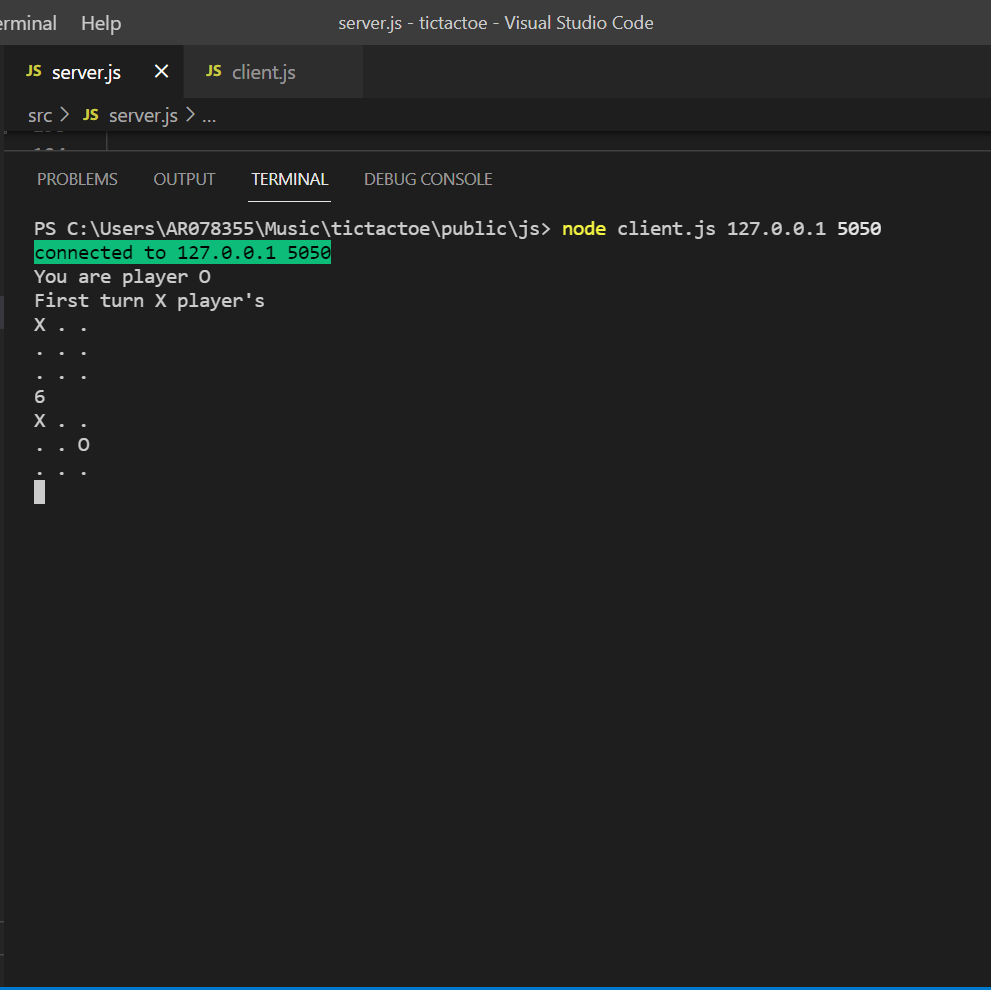 erminal Help server.js - tictactoe - Visual Studio Code
JS server.js × JS client.js
src > JS server.js > ...
PROBLEMS OUTPUT TERMINAL DEBUG CONSOLE
PS C:\Users\AR078355\Music\tictactoe\public\js> node client.js 127.0.0.1 5050
connected to 127.0.0.1 5050
You are player O
First turn X player's
X . .
. . .
. . .
6
X . .
. . O
. . .